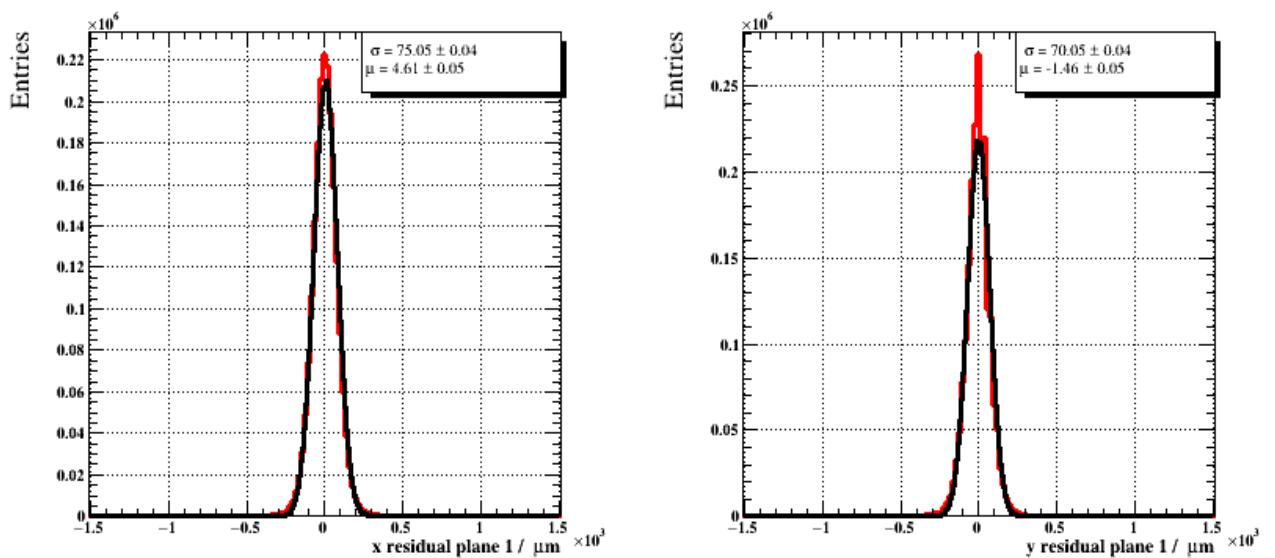 ×10⁶
Entries
σ = 75.05 ± 0.04
μ = 4.61 ± 0.05
0.22
0.2
0.18
0.16
0.14
0.12
0.1
0.08
0.06
0.04
0.02
0
−1.5 −1 −0.5 0 0.5 1 1.5
×10³
x residual plane 1 / μm
×10⁶
Entries
σ = 70.05 ± 0.04
μ = -1.46 ± 0.05
0.25
0.2
0.15
0.1
0.05
0
−1.5 −1 −0.5 0 0.5 1 1.5
×10³
y residual plane 1 / μm